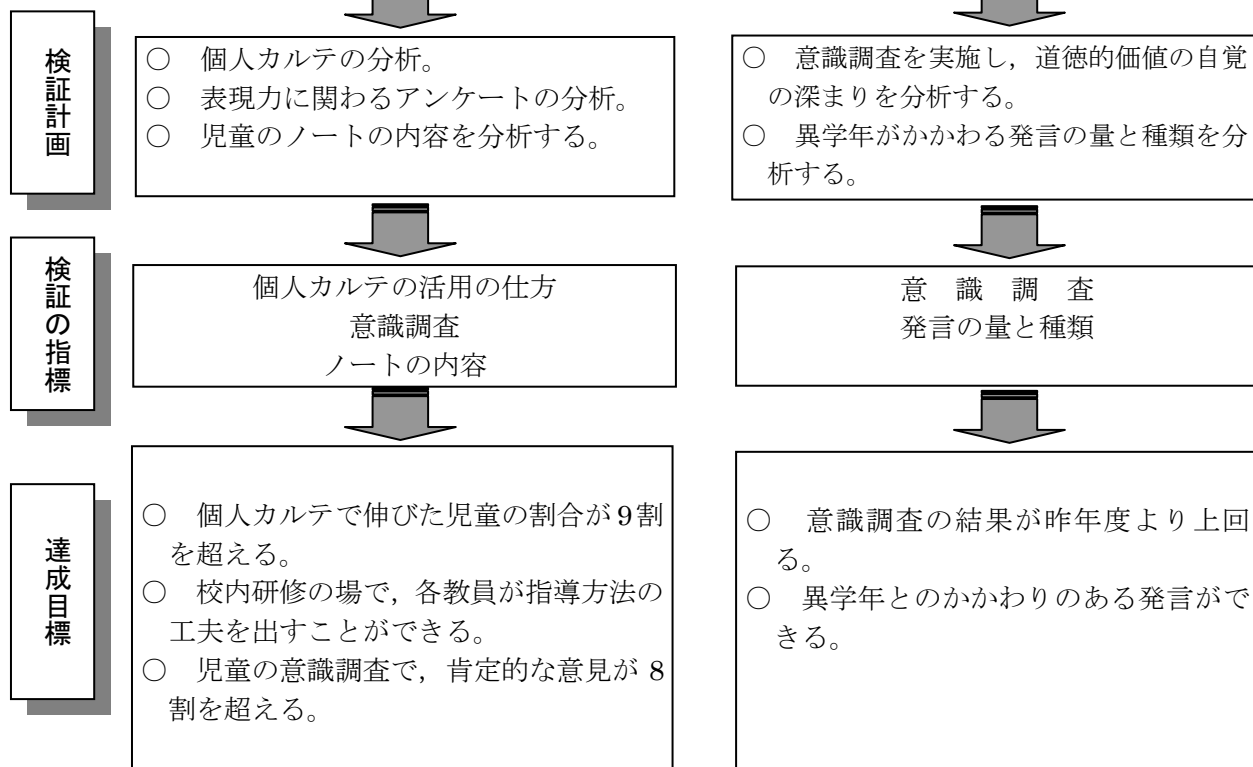 検証計画
○ 個人カルテの分析。
○ 表現力に関わるアンケートの分析。
○ 児童のノートの内容を分析する。
○ 意識調査を実施し，道徳的価値の自覚
の深まりを分析する。
○ 異学年がかかわる発言の量と種類を分
析する。
検証の指標
個人カルテの活用の仕方
意識調査
ノートの内容
意 識 調 査
発言の量と種類
達成目標
○ 個人カルテで伸びた児童の割合が9割
を超える。
○ 校内研修の場で，各教員が指導方法の
工夫を出すことができる。
○ 児童の意識調査で，肯定的な意見が 8
割を超える。
○ 意識調査の結果が昨年度より上回
る。
○ 異学年とのかかわりのある発言がで
きる。